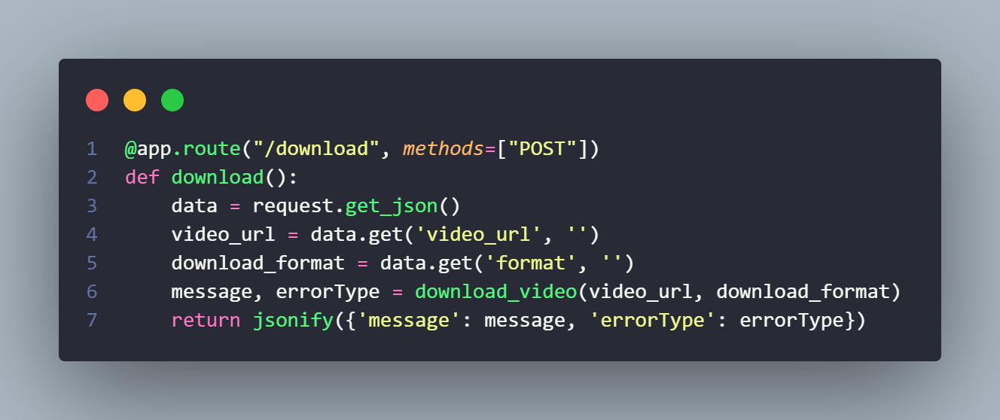 1 @app.route("/download", methods=["POST"])
2 def download():
3     data = request.get_json()
4     video_url = data.get('video_url', '')
5     download_format = data.get('format', '')
6     message, errorType = download_video(video_url, download_format)
7     return jsonify({'message': message, 'errorType': errorType})